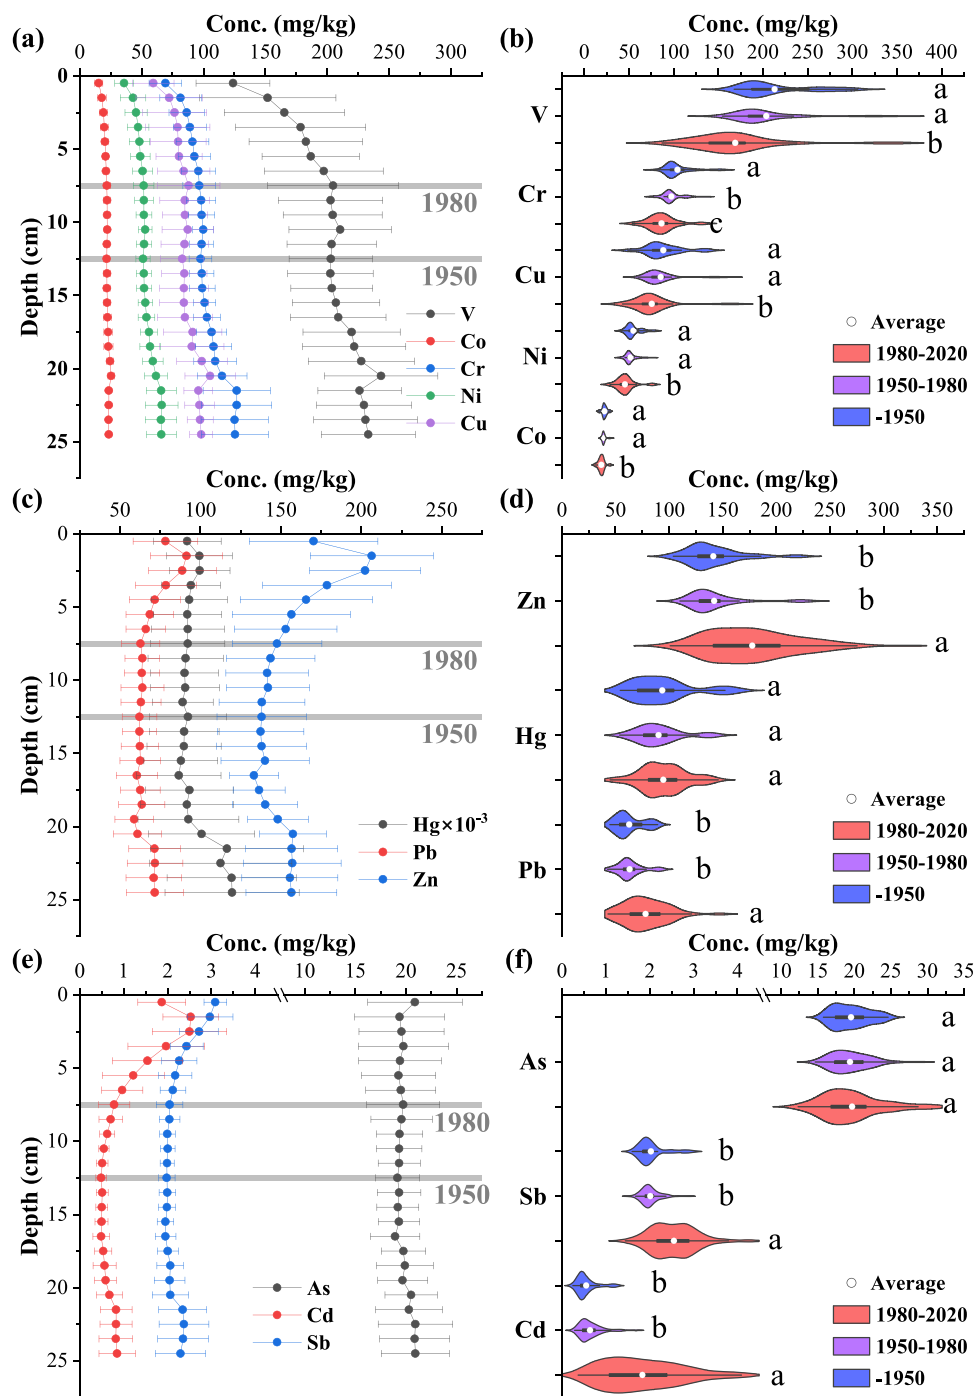 (a)
Conc. (mg/kg)
0 50 100 150 200 250 300
0
5
10
15
20
25
Depth (cm)
1980
1950
V
Co
Cr
Ni
Cu
(b)
Conc. (mg/kg)
0 50 100 150 200 250 300 350 400
V
a
a
b
Cr
a
b
c
Cu
a
a
b
Ni
a
a
b
Co
a
a
b
Average
1980-2020
1950-1980
-1950
(c)
Conc. (mg/kg)
50 100 150 200 250
0
5
10
15
20
25
Depth (cm)
1980
1950
Hg×10⁻³
Pb
Zn
(d)
Conc. (mg/kg)
0 50 100 150 200 250 300 350
Zn
b
b
a
Hg
a
a
a
Pb
b
b
a
Average
1980-2020
1950-1980
-1950
(e)
Conc. (mg/kg)
0 1 2 3 4 15 20 25
0
5
10
15
20
25
Depth (cm)
1980
1950
As
Cd
Sb
(f)
Conc. (mg/kg)
0 1 2 3 4 10 15 20 25 30 35
As
a
a
a
Sb
b
b
a
Cd
b
b
a
Average
1980-2020
1950-1980
-1950